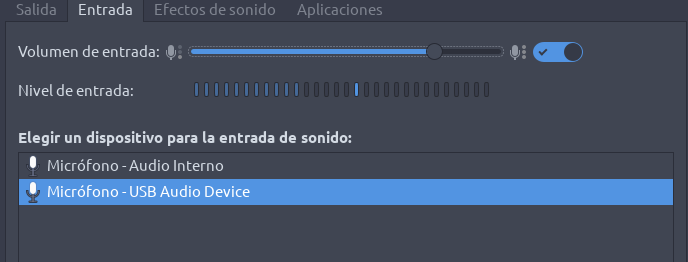 Salida Entrada Efectos de sonido Aplicaciones
Volumen de entrada:
Nivel de entrada:
Elegir un dispositivo para la entrada de sonido:
Micrófono - Audio Interno
Micrófono - USB Audio Device